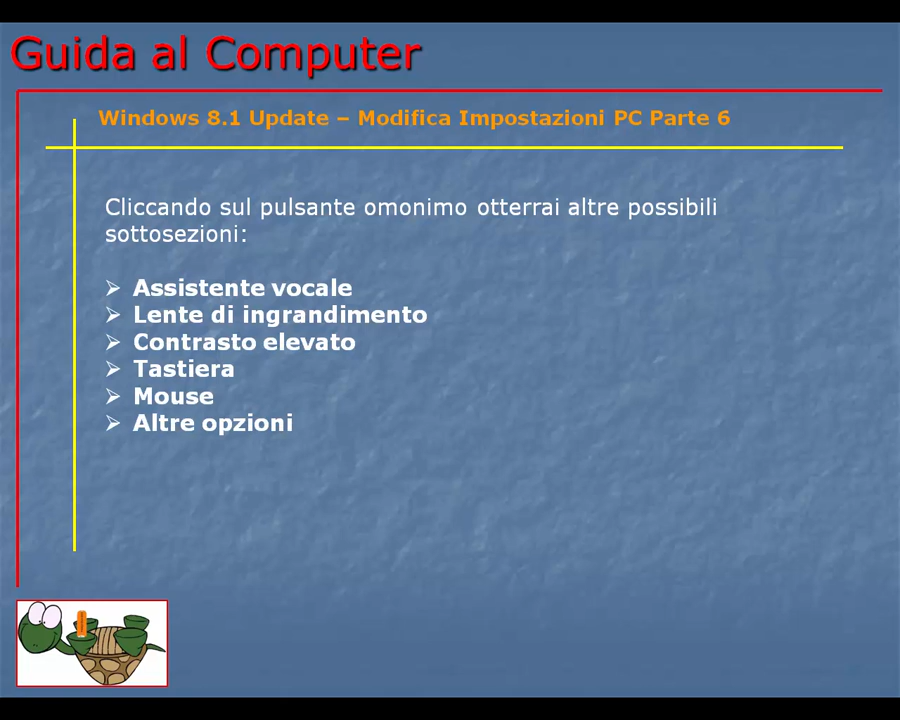 Guida al Computer
Windows 8.1 Update – Modifica Impostazioni PC Parte 6
Cliccando sul pulsante omonimo otterrai altre possibili
sottosezioni:
Assistente vocale
Lente di ingrandimento
Contrasto elevato
Tastiera
Mouse
Altre opzioni